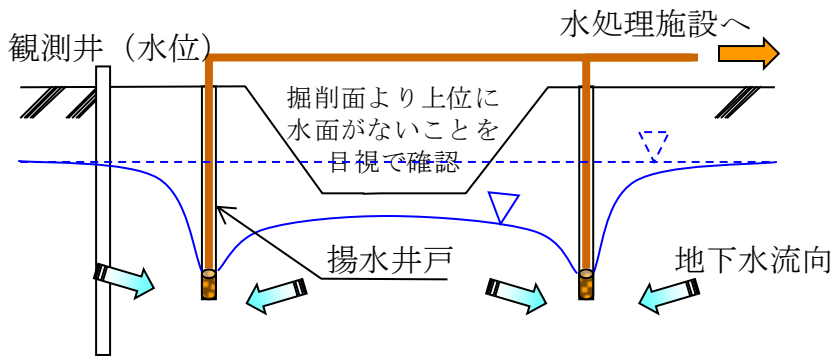 水処理施設へ
観測井（水位）
掘削面より上位に
水面がないことを
目視で確認
揚水井戸
地下水流向